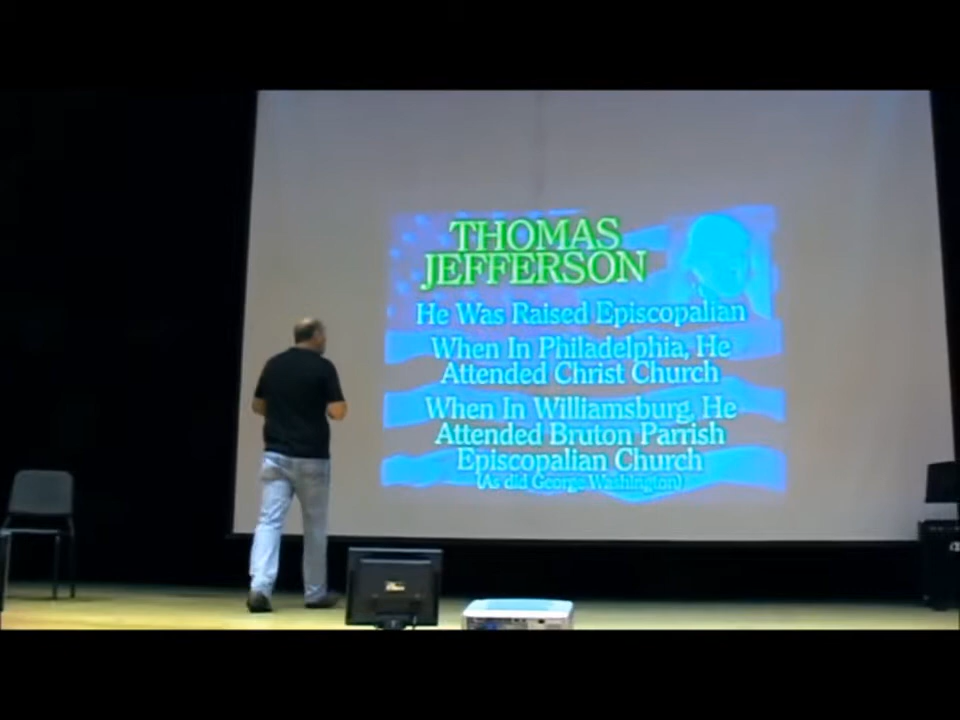 THOMAS
JEFFERSON
He Was Raised Episcopalian
When In Philadelphia, He
Attended Christ Church
When In Williamsburg, He
Attended Bruton Parrish
Episcopalian Church
(As did George Washington)